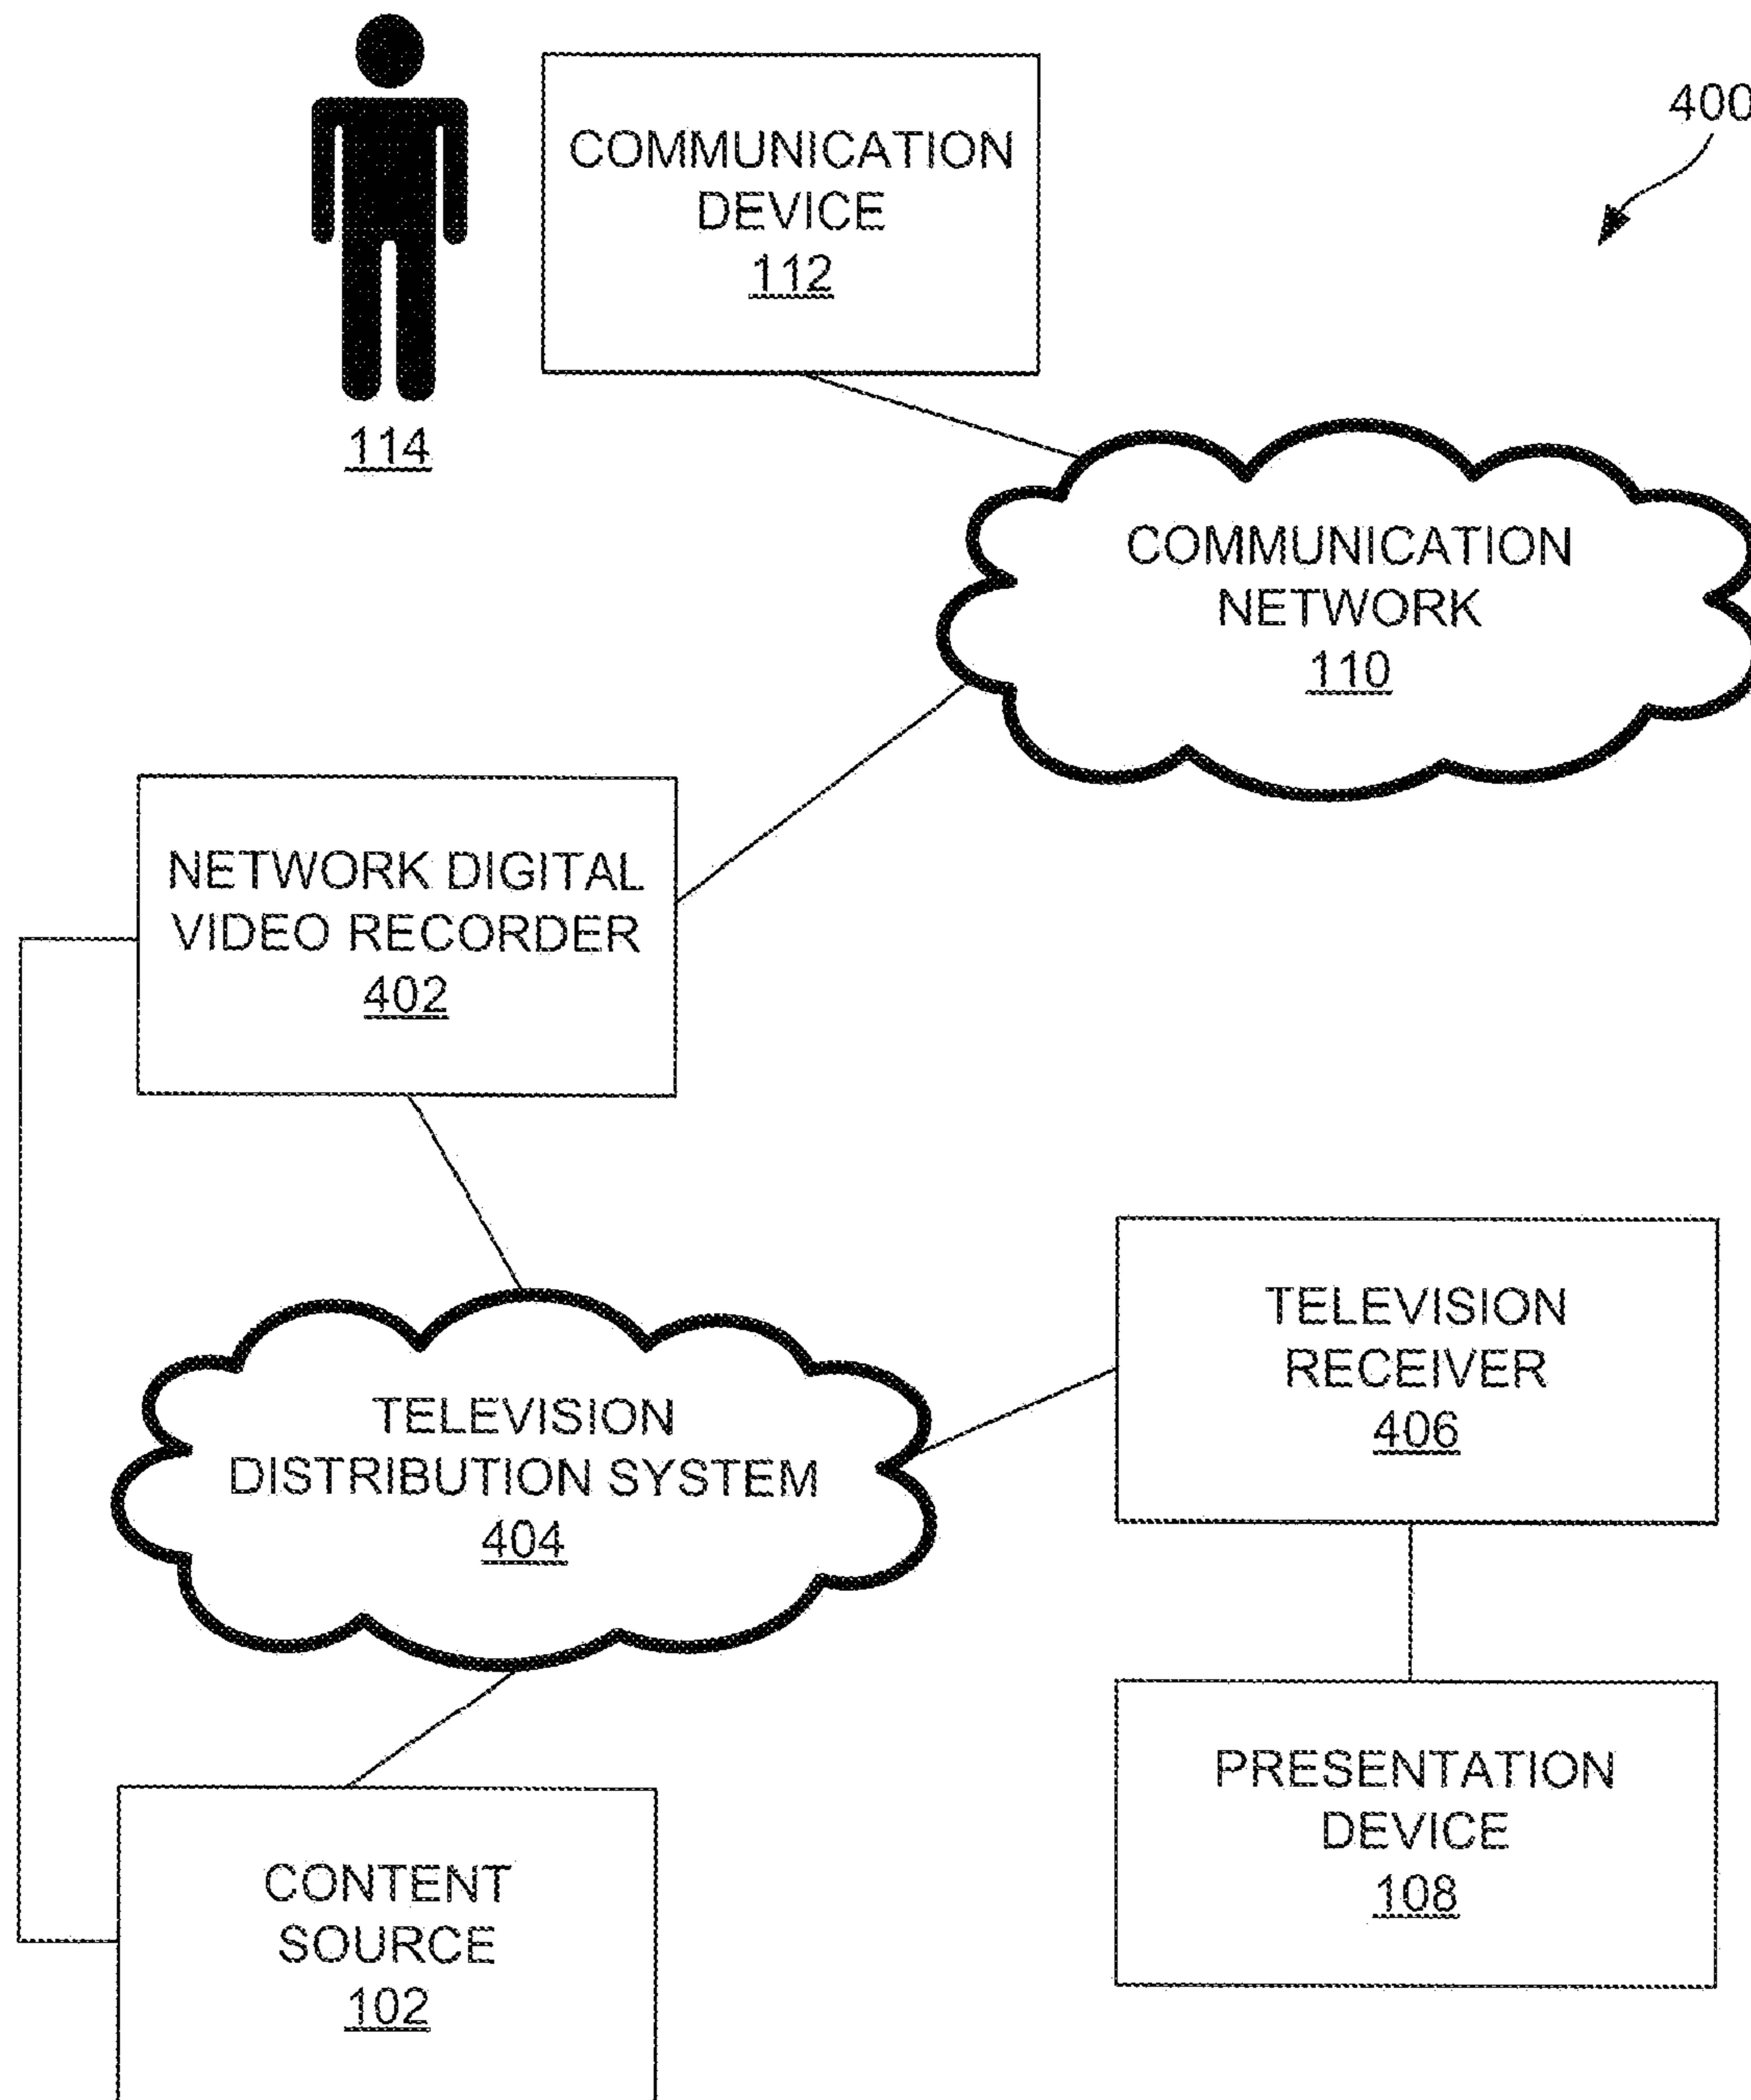 400
COMMUNICATION
DEVICE
112
114
COMMUNICATION
NETWORK
110
NETWORK DIGITAL
VIDEO RECORDER
402
TELEVISION
RECEIVER
406
TELEVISION
DISTRIBUTION SYSTEM
404
PRESENTATION
DEVICE
108
CONTENT
SOURCE
102